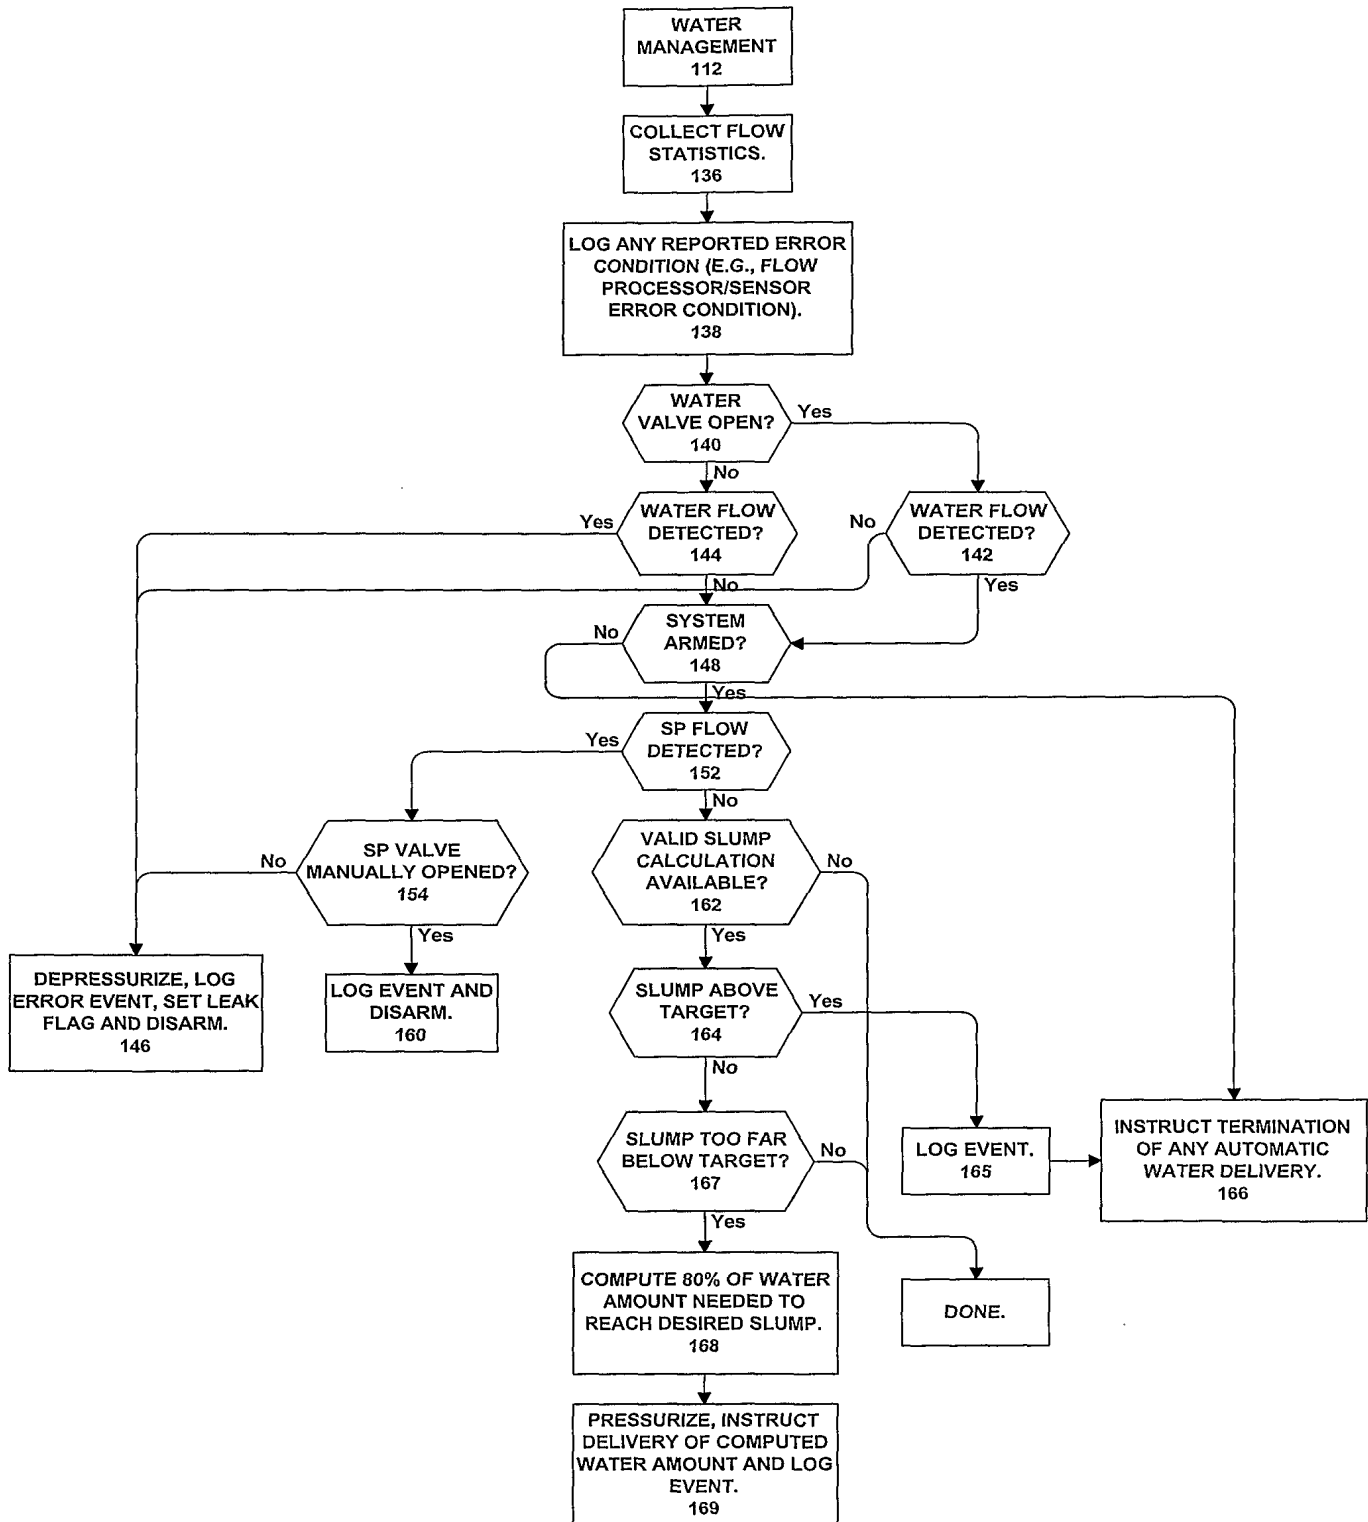 WATER
MANAGEMENT
112
COLLECT FLOW
STATISTICS.
136
LOG ANY REPORTED ERROR
CONDITION (E.G., FLOW
PROCESSOR/SENSOR
ERROR CONDITION).
138
WATER
VALVE OPEN?
140
Yes
No
WATER FLOW
DETECTED?
144
Yes
No
WATER FLOW
DETECTED?
142
No
Yes
SYSTEM
ARMED?
148
No
Yes
SP FLOW
DETECTED?
152
Yes
No
SP VALVE
MANUALLY OPENED?
154
No
Yes
VALID SLUMP
CALCULATION
AVAILABLE?
162
No
Yes
DEPRESSURIZE, LOG
ERROR EVENT, SET LEAK
FLAG AND DISARM.
146
LOG EVENT AND
DISARM.
160
SLUMP ABOVE
TARGET?
164
Yes
No
SLUMP TOO FAR
BELOW TARGET?
167
No
Yes
LOG EVENT.
165
INSTRUCT TERMINATION
OF ANY AUTOMATIC
WATER DELIVERY.
166
COMPUTE 80% OF WATER
AMOUNT NEEDED TO
REACH DESIRED SLUMP.
168
DONE.
PRESSURIZE, INSTRUCT
DELIVERY OF COMPUTED
WATER AMOUNT AND LOG
EVENT.
169